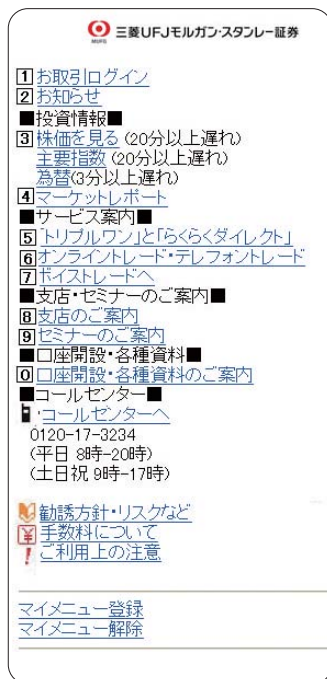 MUFG 三菱UFJモルガン・スタンレー証券
1 お取引ログイン
2 お知らせ
■投資情報■
3 株価を見る (20分以上遅れ)
主要指数 (20分以上遅れ)
為替(3分以上遅れ)
4 マーケットレポート
■サービス案内■
5 「トリプルワン」と「らくらくダイレクト」
6 オンライントレード・テレフォントレード
7 ボイストレードへ
■支店・セミナーのご案内■
8 支店のご案内
9 セミナーのご案内
■口座開設・各種資料■
0 口座開設・各種資料のご案内
■コールセンター■
・コールセンターへ
0120-17-3234
(平日 8時-20時)
(土日祝 9時-17時)
勧誘方針・リスクなど
¥ 手数料について
! ご利用上の注意
マイメニュー登録
マイメニュー解除